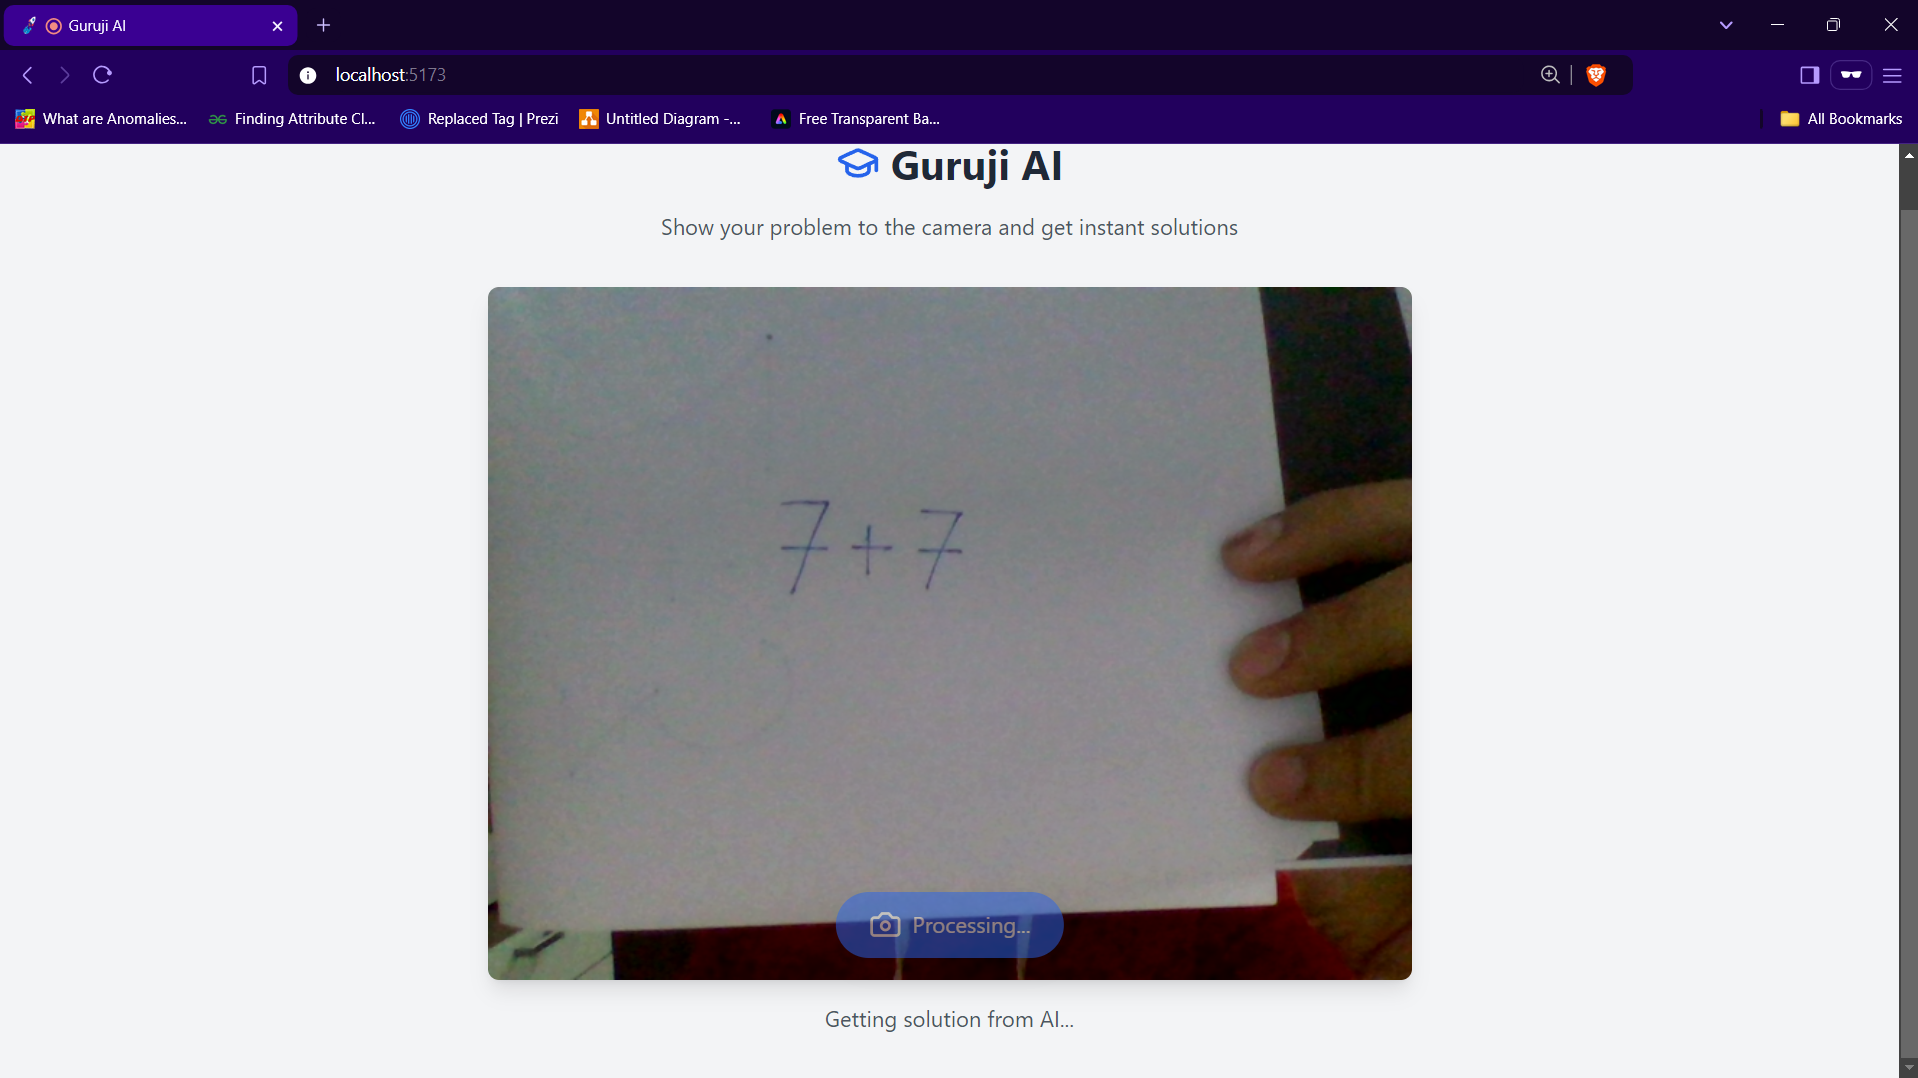 Guruji AI
localhost:5173
What are Anomalies...
Finding Attribute Cl...
Replaced Tag | Prezi
Untitled Diagram -...
Free Transparent Ba...
All Bookmarks
Guruji AI
Show your problem to the camera and get instant solutions
7+7
Processing...
Getting solution from AI...